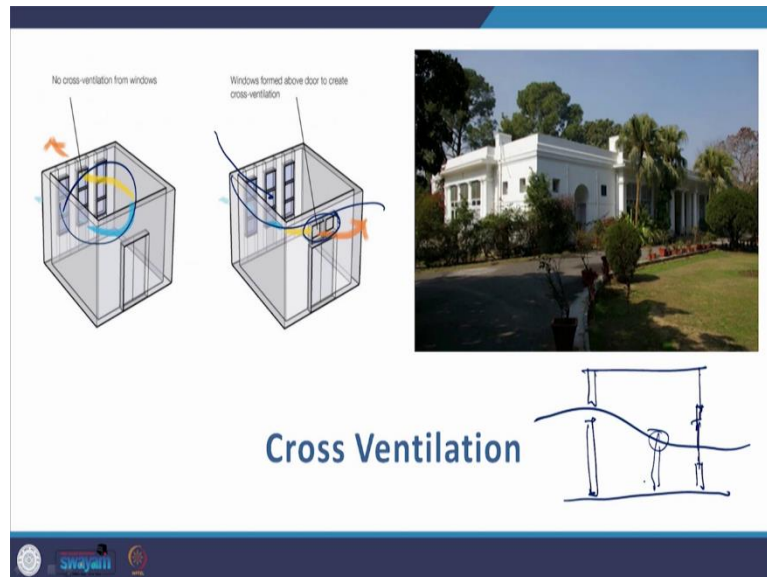 No cross-ventilation from windows
Windows formed above door to create
cross-ventilation
Cross Ventilation
swayam